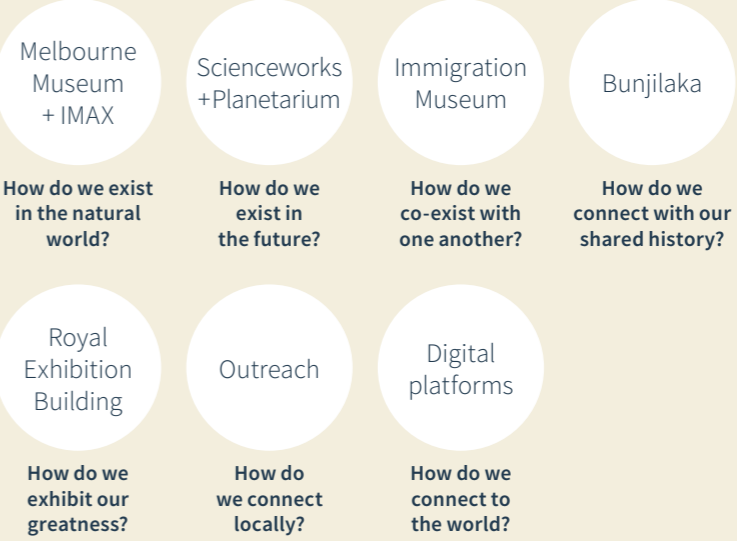 Melbourne
Museum
+ IMAX
How do we exist
in the natural
world?
Scienceworks
+Planetarium
How do we
exist in
the future?
Immigration
Museum
How do we
co-exist with
one another?
Bunjilaka
How do we
connect with our
shared history?
Royal
Exhibition
Building
How do we
exhibit our
greatness?
Outreach
How do
we connect
locally?
Digital
platforms
How do we
connect to
the world?